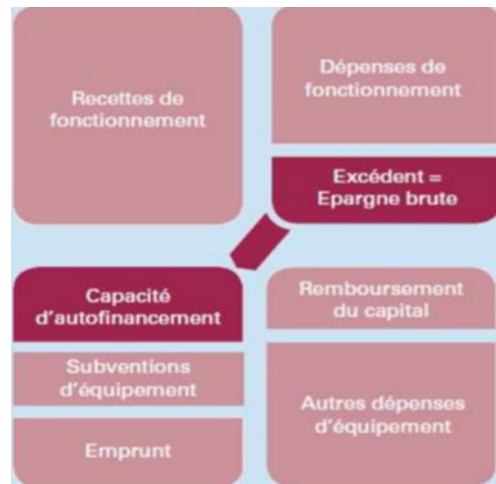 Recettes de
fonctionnement
Dépenses de
fonctionnement
Excédent =
Epargne brute
Capacité
d'autofinancement
Subventions
d'équipement
Emprunt
Remboursement
du capital
Autres dépenses
d'équipement